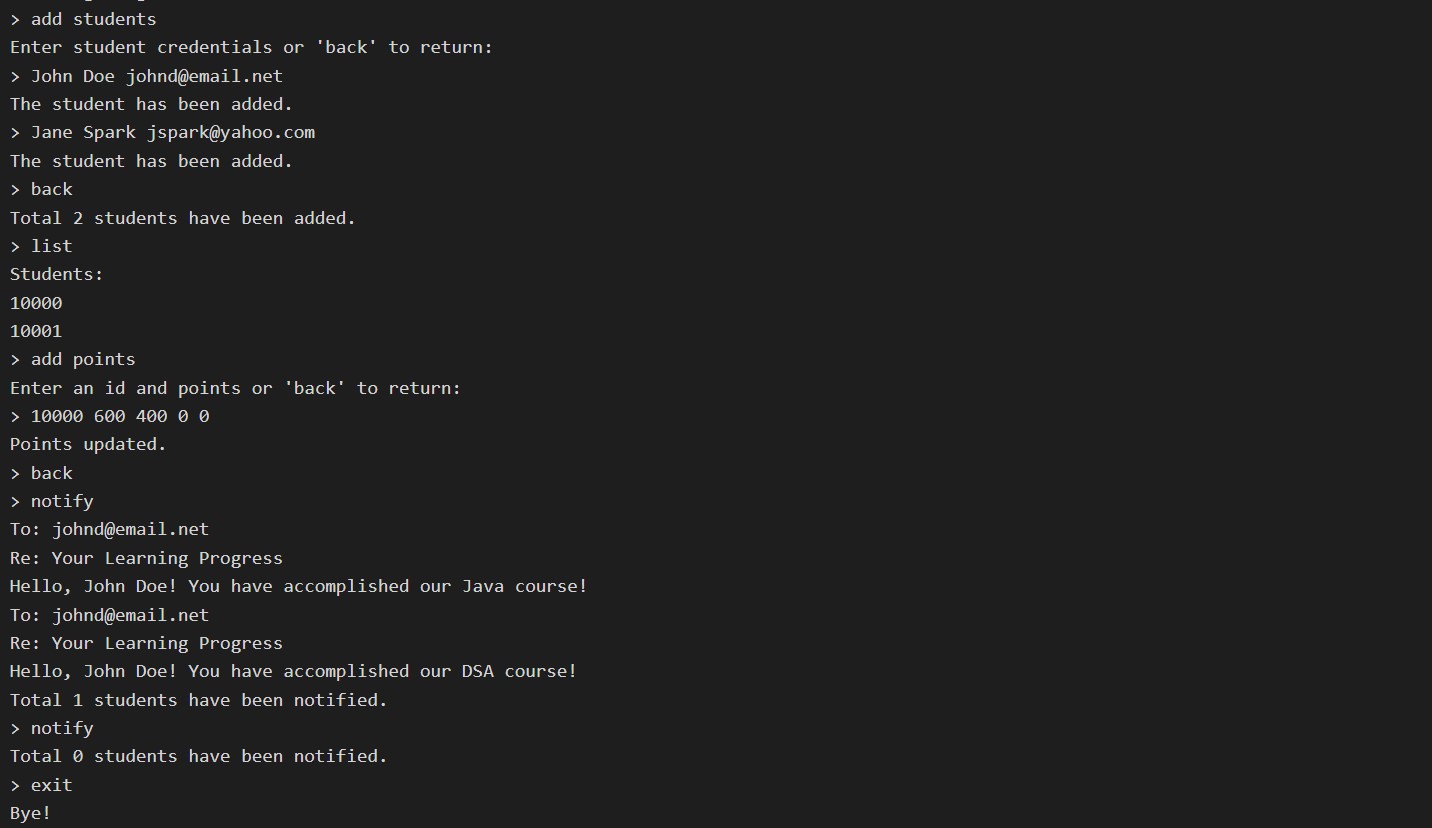 > add students
Enter student credentials or 'back' to return:
> John Doe johnd@email.net
The student has been added.
> Jane Spark jspark@yahoo.com
The student has been added.
> back
Total 2 students have been added.
> list
Students:
10000
10001
> add points
Enter an id and points or 'back' to return:
> 10000 600 400 0 0
Points updated.
> back
> notify
To: johnd@email.net
Re: Your Learning Progress
Hello, John Doe! You have accomplished our Java course!
To: johnd@email.net
Re: Your Learning Progress
Hello, John Doe! You have accomplished our DSA course!
Total 1 students have been notified.
> notify
Total 0 students have been notified.
> exit
Bye!